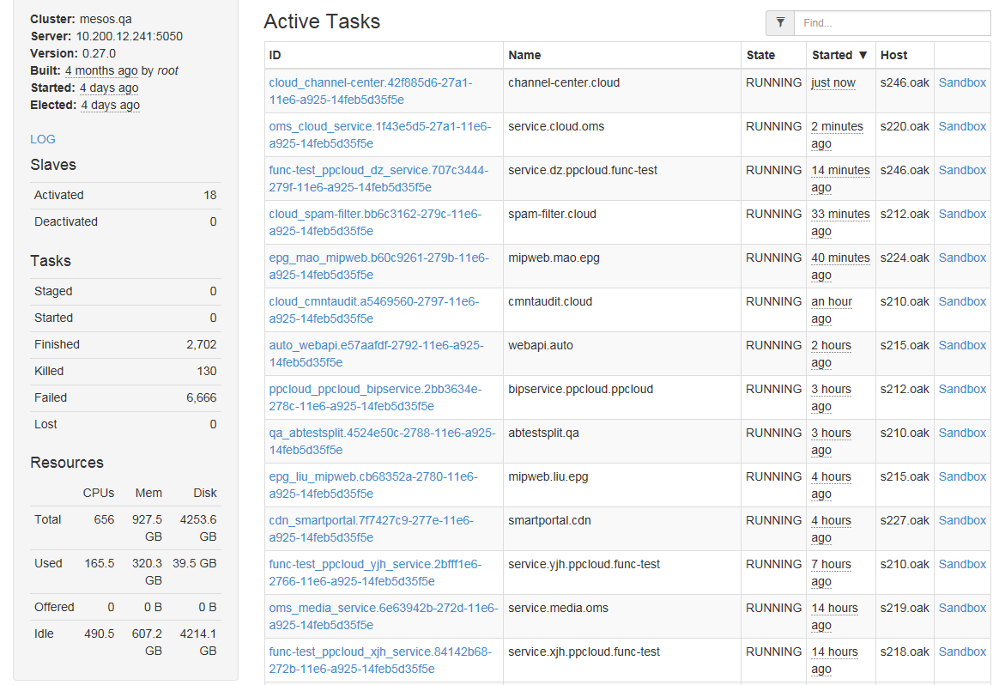 Cluster: mesos.qa
Server: 10.200.12.241:5050
Version: 0.27.0
Built: 4 months ago by root
Started: 4 days ago
Elected: 4 days ago
LOG
Slaves
Activated 18
Deactivated 0
Tasks
Staged 0
Started 0
Finished 2,702
Killed 130
Failed 6,666
Lost 0
Resources
CPUs Mem Disk
Total 656 927.5 4253.6
GB GB
Used 165.5 320.3 39.5 GB
GB
Offered 0 0 B 0 B
Idle 490.5 607.2 4214.1
GB GB
Active Tasks
Find...
ID Name State Started ▼ Host
cloud_channel-center.42f885d6-27a1- channel-center.cloud RUNNING just now s246.oak Sandbox
11e6-a925-14feb5d35f5e
oms_cloud_service.1f43e5d5-27a1-11e6- service.cloud.oms RUNNING 2 minutes s220.oak Sandbox
a925-14feb5d35f5e ago
func-test_ppcloud_dz_service.707c3444- service.dz.ppcloud.func-test RUNNING 14 minutes s246.oak Sandbox
279f-11e6-a925-14feb5d35f5e ago
cloud_spam-filter.bb6c3162-279c-11e6- spam-filter.cloud RUNNING 33 minutes s212.oak Sandbox
a925-14feb5d35f5e ago
epg_mao_mipweb.b60c9261-279b-11e6- mipweb.mao.epg RUNNING 40 minutes s224.oak Sandbox
a925-14feb5d35f5e ago
cloud_cmntaudit.a5469560-2797-11e6- cmntaudit.cloud RUNNING an hour s210.oak Sandbox
a925-14feb5d35f5e ago
auto_webapi.e57aafdf-2792-11e6-a925- webapi.auto RUNNING 2 hours s215.oak Sandbox
14feb5d35f5e ago
ppcloud_ppcloud_bipservice.2bb3634e- bipservice.ppcloud.ppcloud RUNNING 3 hours s212.oak Sandbox
278c-11e6-a925-14feb5d35f5e ago
qa_abtestsplit.4524e50c-2788-11e6-a925- abtestsplit.qa RUNNING 3 hours s210.oak Sandbox
14feb5d35f5e ago
epg_liu_mipweb.cb68352a-2780-11e6- mipweb.liu.epg RUNNING 4 hours s215.oak Sandbox
a925-14feb5d35f5e ago
cdn_smartportal.7f7427c9-277e-11e6- smartportal.cdn RUNNING 4 hours s227.oak Sandbox
a925-14feb5d35f5e ago
func-test_ppcloud_yjh_service.2bfff1e6- service.yjh.ppcloud.func-test RUNNING 7 hours s210.oak Sandbox
2766-11e6-a925-14feb5d35f5e ago
oms_media_service.6e63942b-272d-11e6- service.media.oms RUNNING 14 hours s219.oak Sandbox
a925-14feb5d35f5e ago
func-test_ppcloud_xjh_service.84142b68- service.xjh.ppcloud.func-test RUNNING 14 hours s218.oak Sandbox
272b-11e6-a925-14feb5d35f5e ago